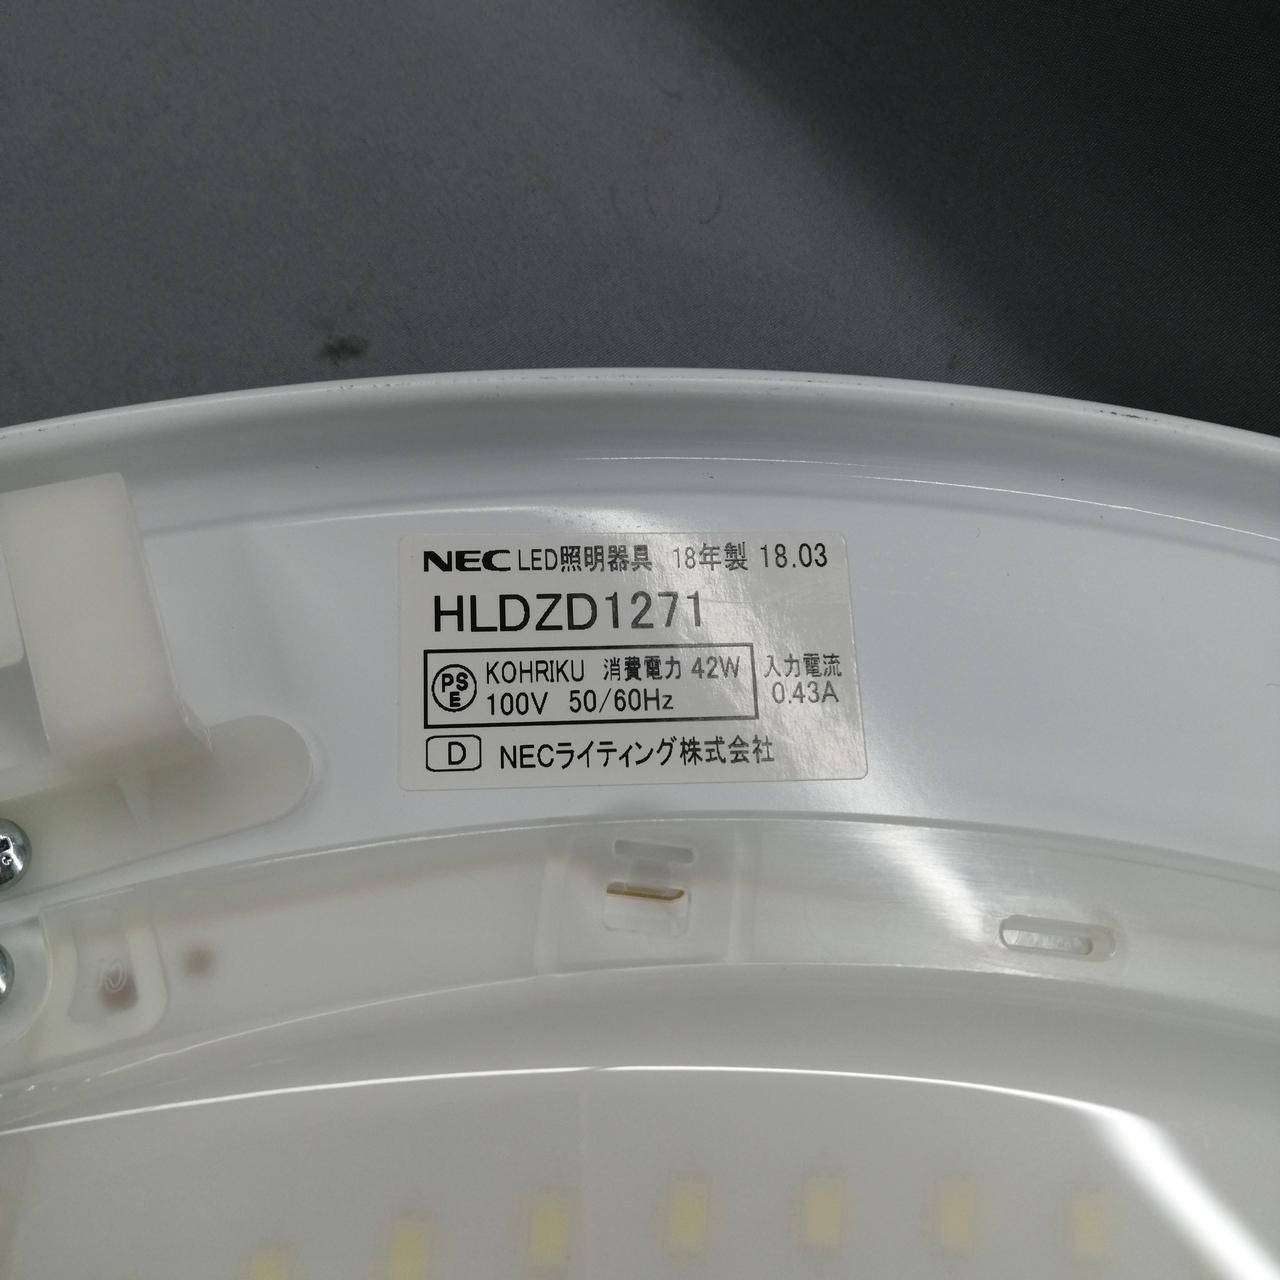 NEC LED照明器具 18年製 18.03
HLDZD1271
PSE KOHRIKU 消費電力 42W
100V 50/60Hz
入力電流
0.43A
D NECライティング株式会社